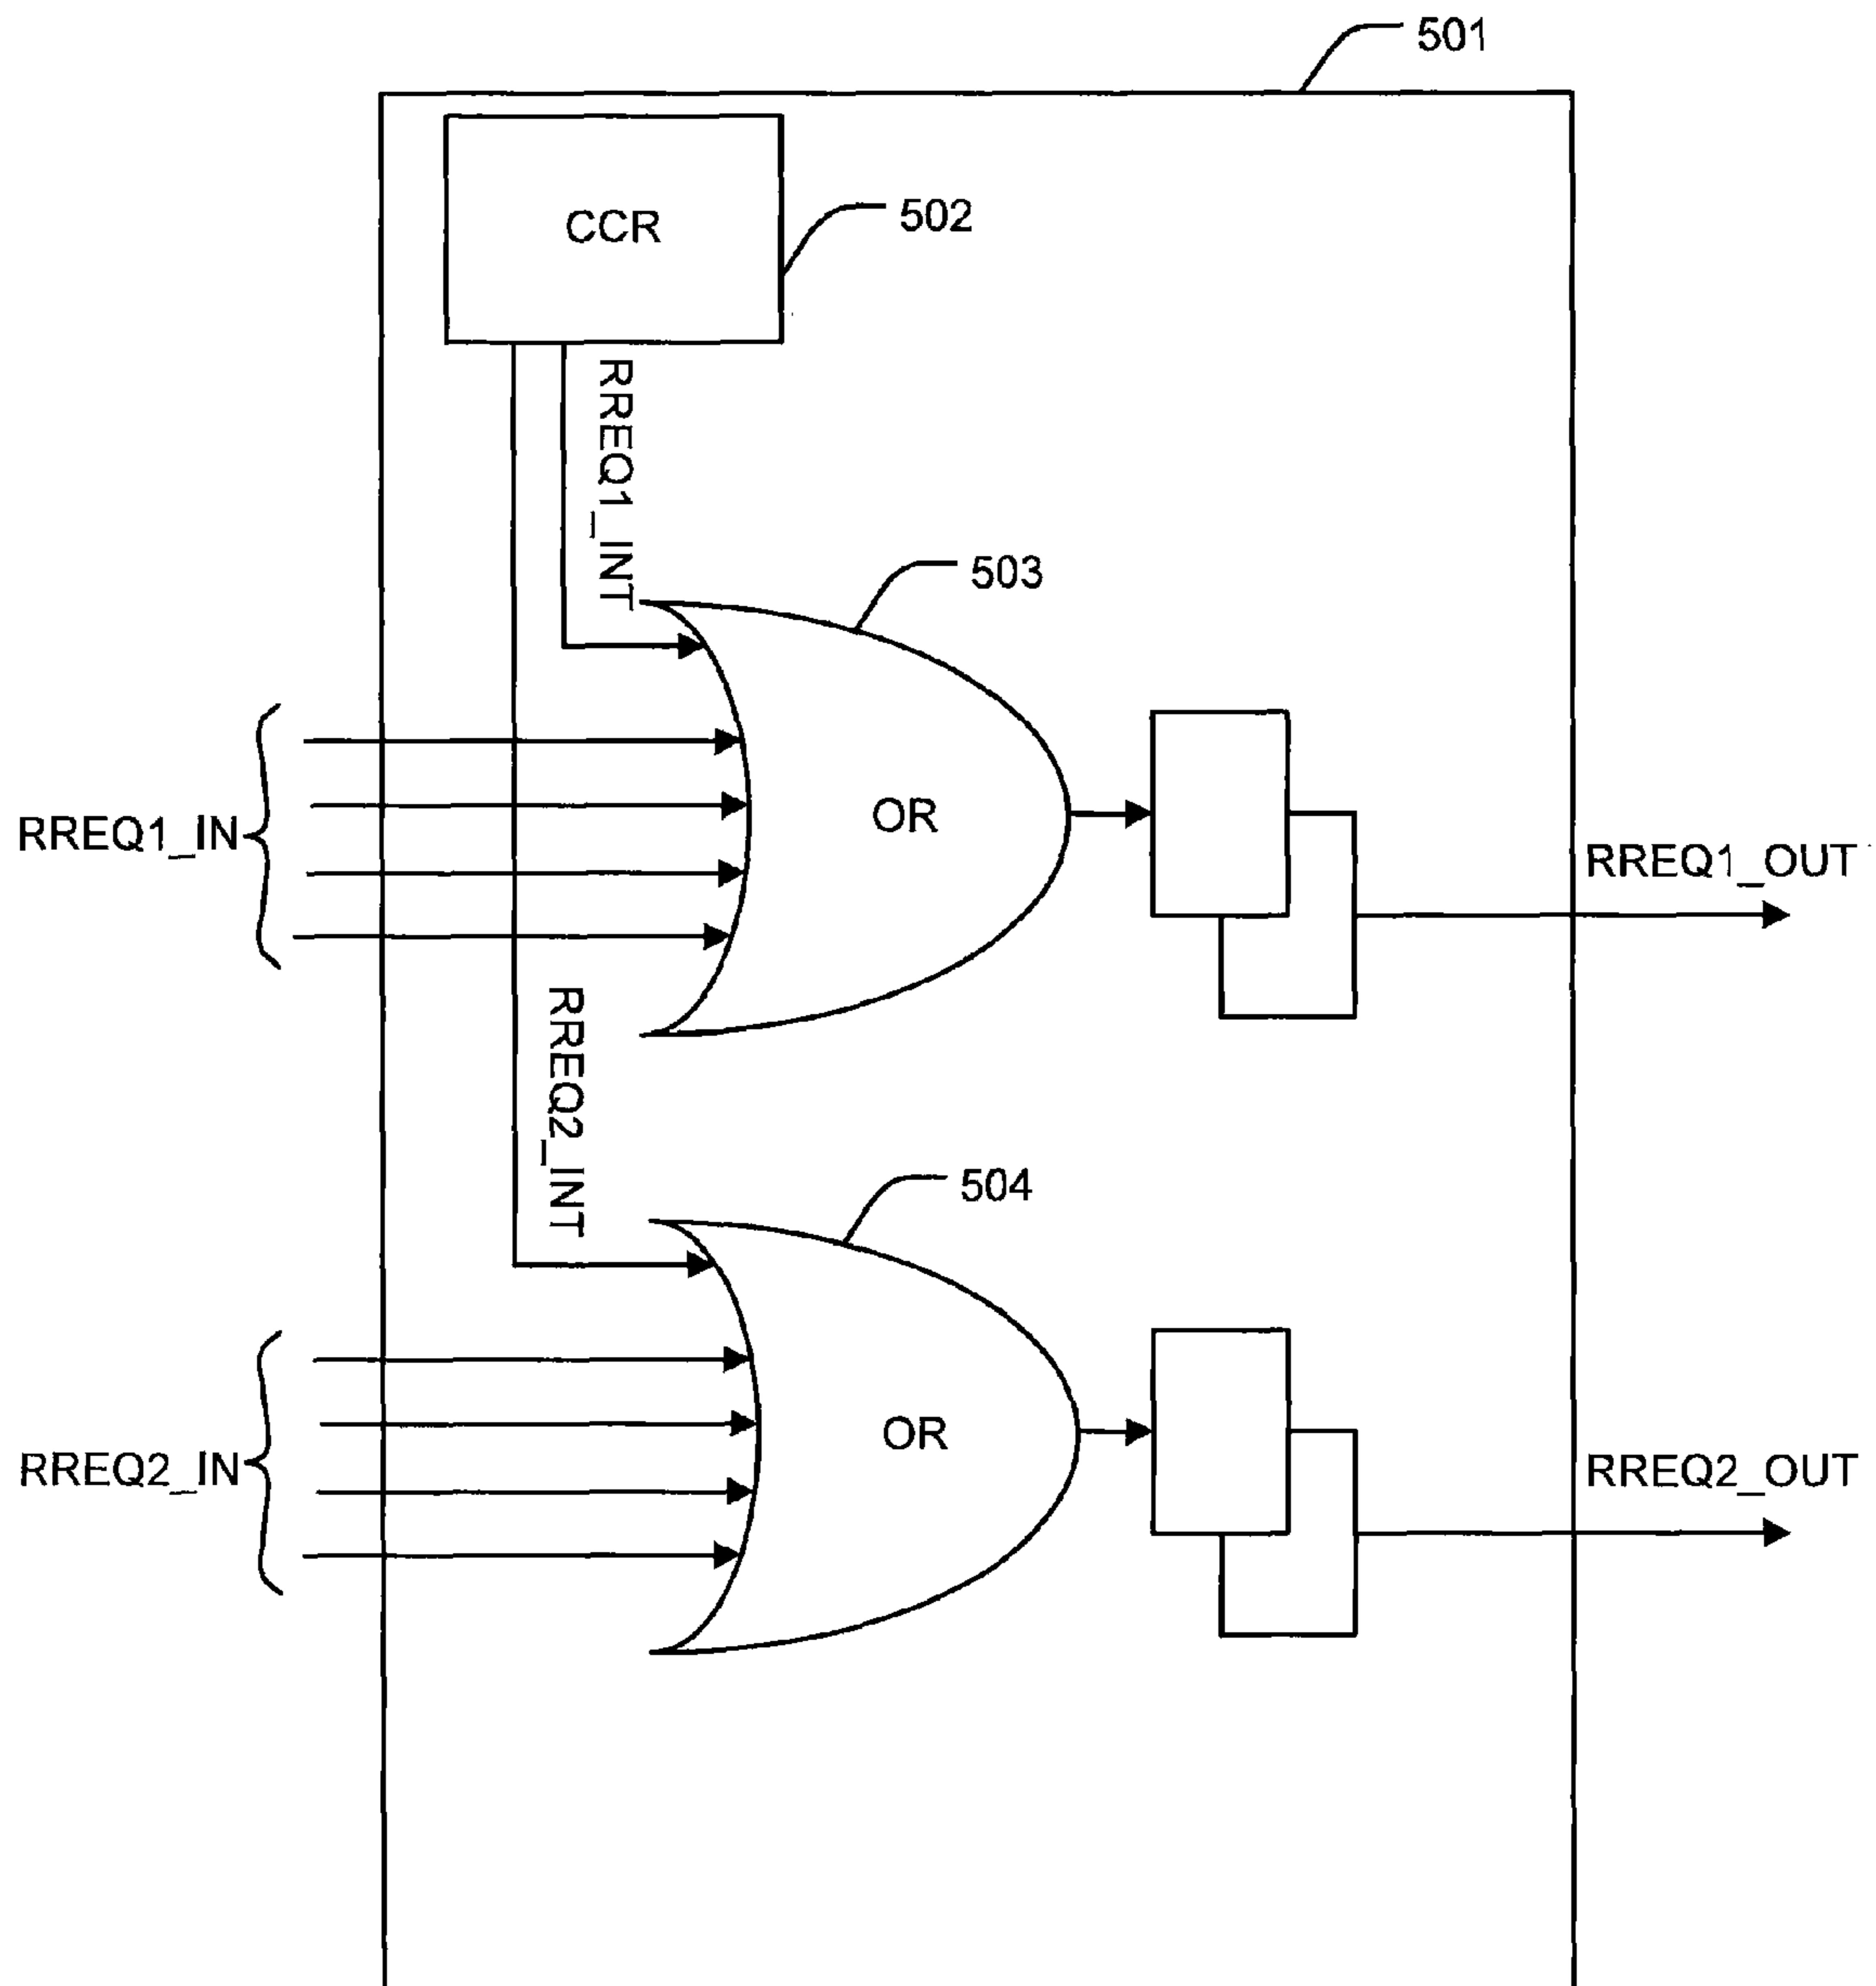 501
CCR
502
RREQ1_INT
503
OR
RREQ1_IN
RREQ1_OUT
RREQ2_INT
504
OR
RREQ2_IN
RREQ2_OUT